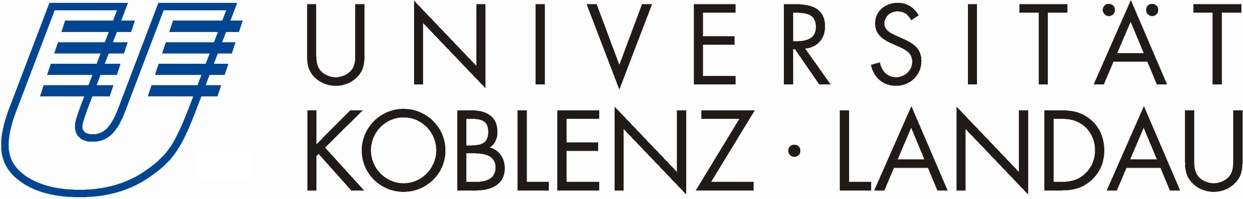 UNIVERSITÄT
KOBLENZ · LANDAU